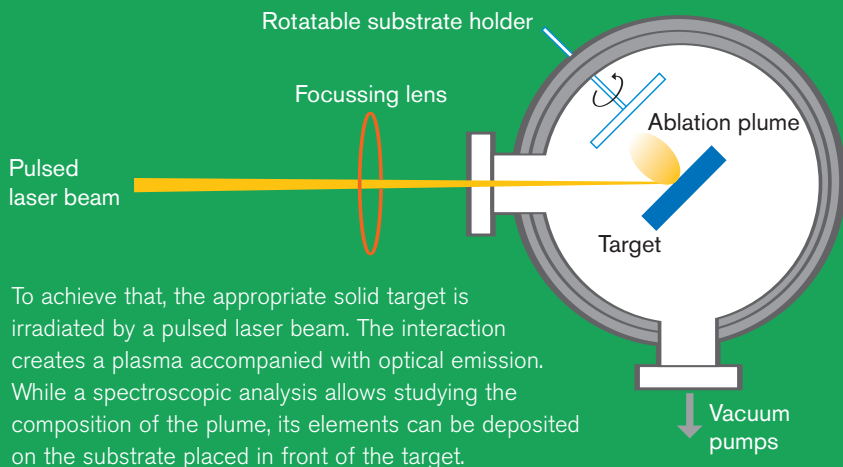 Rotatable substrate holder
Focussing lens
Ablation plume
Pulsed
laser beam
Target
To achieve that, the appropriate solid target is
irradiated by a pulsed laser beam. The interaction
creates a plasma accompanied with optical emission.
While a spectroscopic analysis allows studying the
composition of the plume, its elements can be deposited
on the substrate placed in front of the target.
Vacuum
pumps